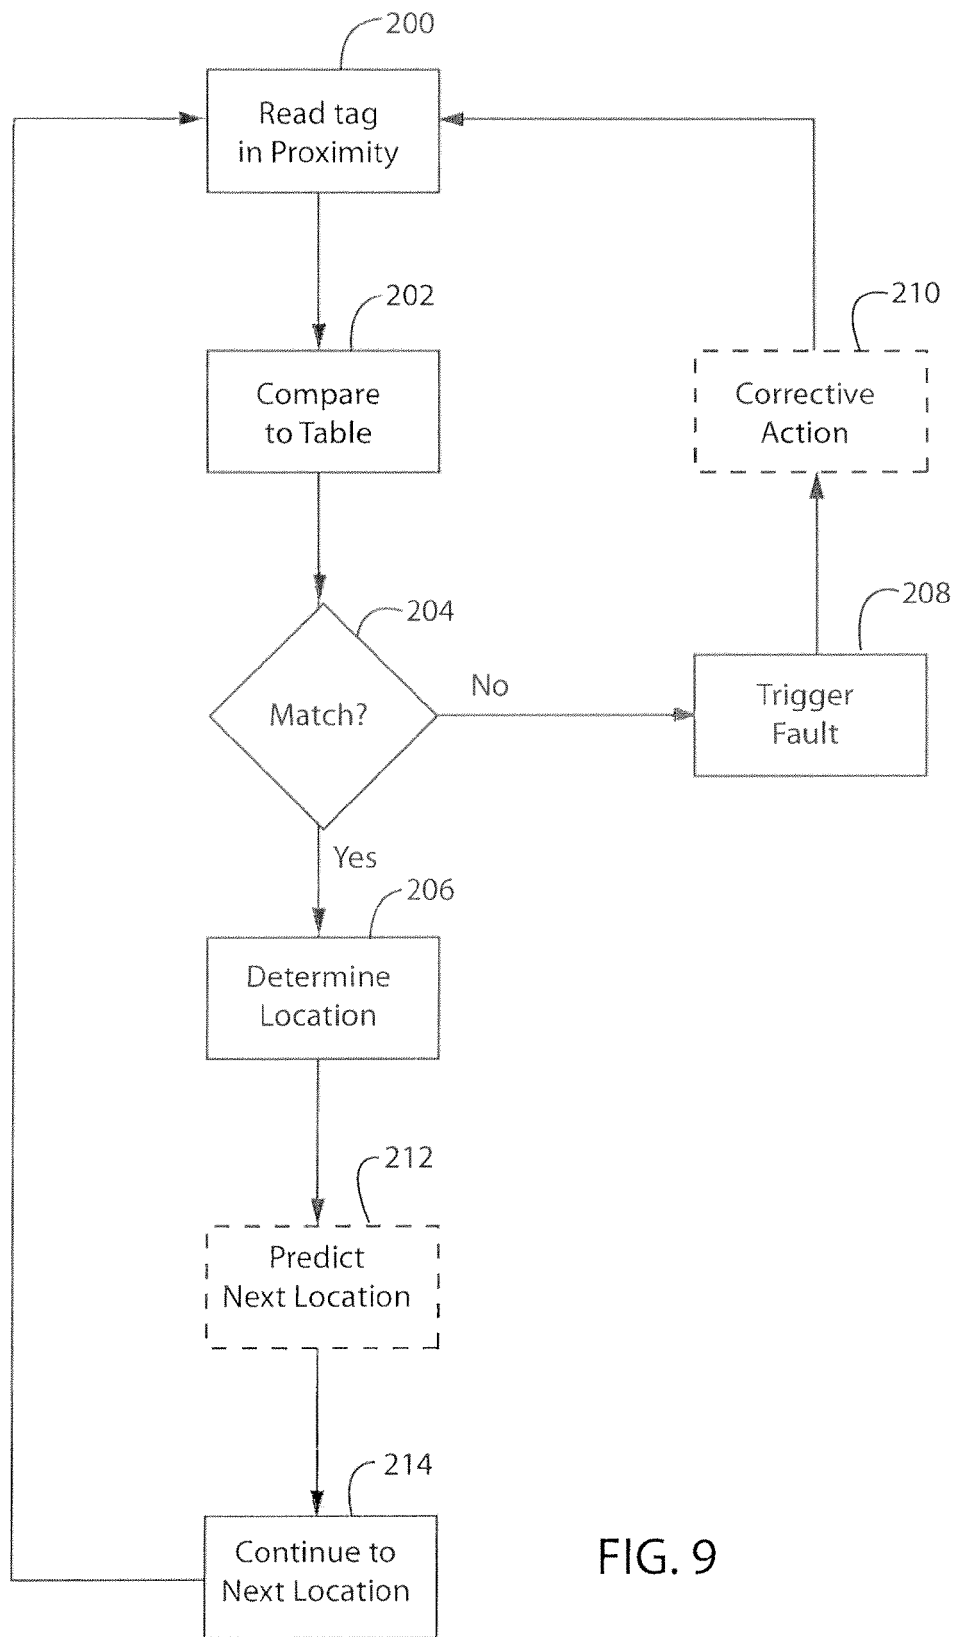 200
Read tag
in Proximity
202
Compare
to Table
210
Corrective
Action
204
Match?
No
208
Trigger
Fault
Yes
206
Determine
Location
212
Predict
Next Location
214
Continue to
Next Location
FIG. 9